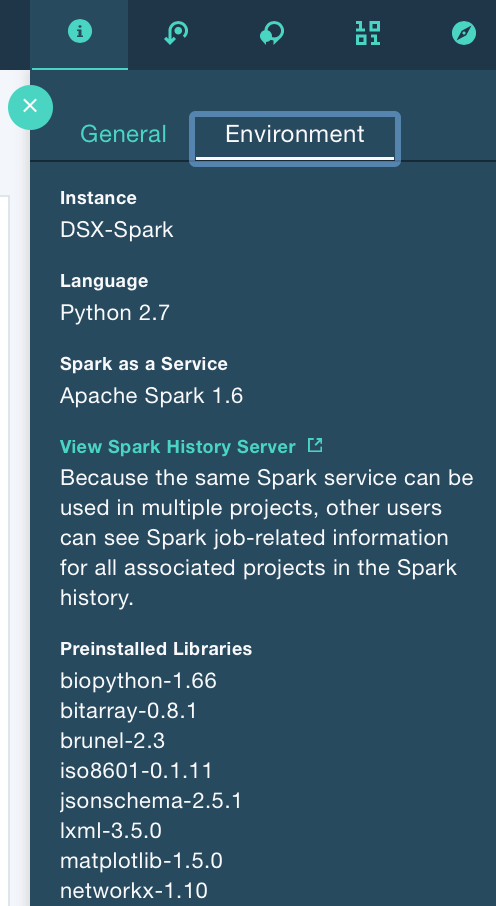 General
Environment
Instance
DSX-Spark
Language
Python 2.7
Spark as a Service
Apache Spark 1.6
View Spark History Server
Because the same Spark service can be
used in multiple projects, other users
can see Spark job-related information
for all associated projects in the Spark
history.
Preinstalled Libraries
biopython-1.66
bitarray-0.8.1
brunel-2.3
iso8601-0.1.11
jsonschema-2.5.1
lxml-3.5.0
matplotlib-1.5.0
networkx-1.10